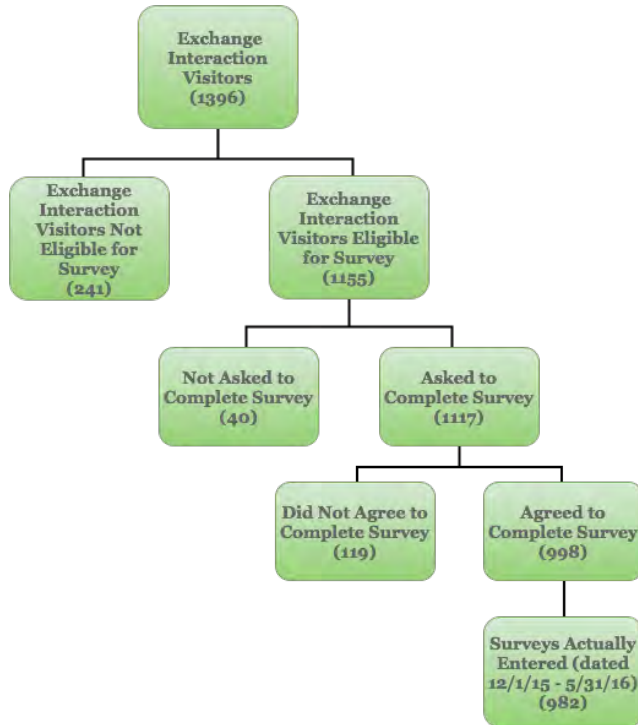 Exchange
Interaction
Visitors
(1396)
Exchange
Interaction
Visitors Not
Eligible for
Survey
(241)
Exchange
Interaction
Visitors Eligible
for Survey
(1155)
Not Asked to
Complete Survey
(40)
Asked to
Complete Survey
(1117)
Did Not Agree to
Complete Survey
(119)
Agreed to
Complete Survey
(998)
Surveys Actually
Entered (dated
12/1/15 - 5/31/16)
(982)